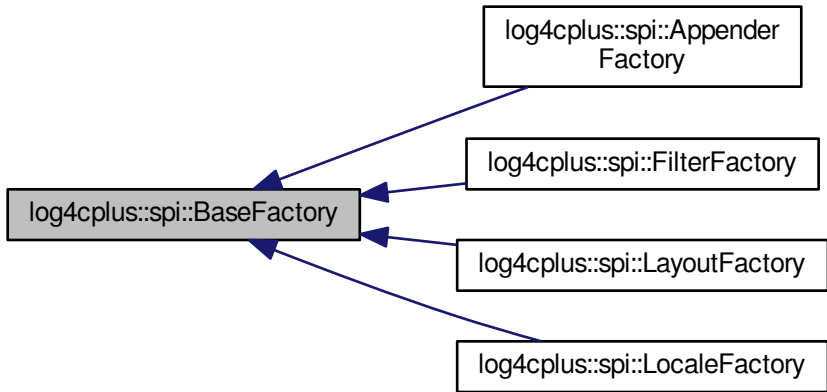 log4cplus::spi::Appender
Factory
log4cplus::spi::FilterFactory
log4cplus::spi::BaseFactory
log4cplus::spi::LayoutFactory
log4cplus::spi::LocaleFactory